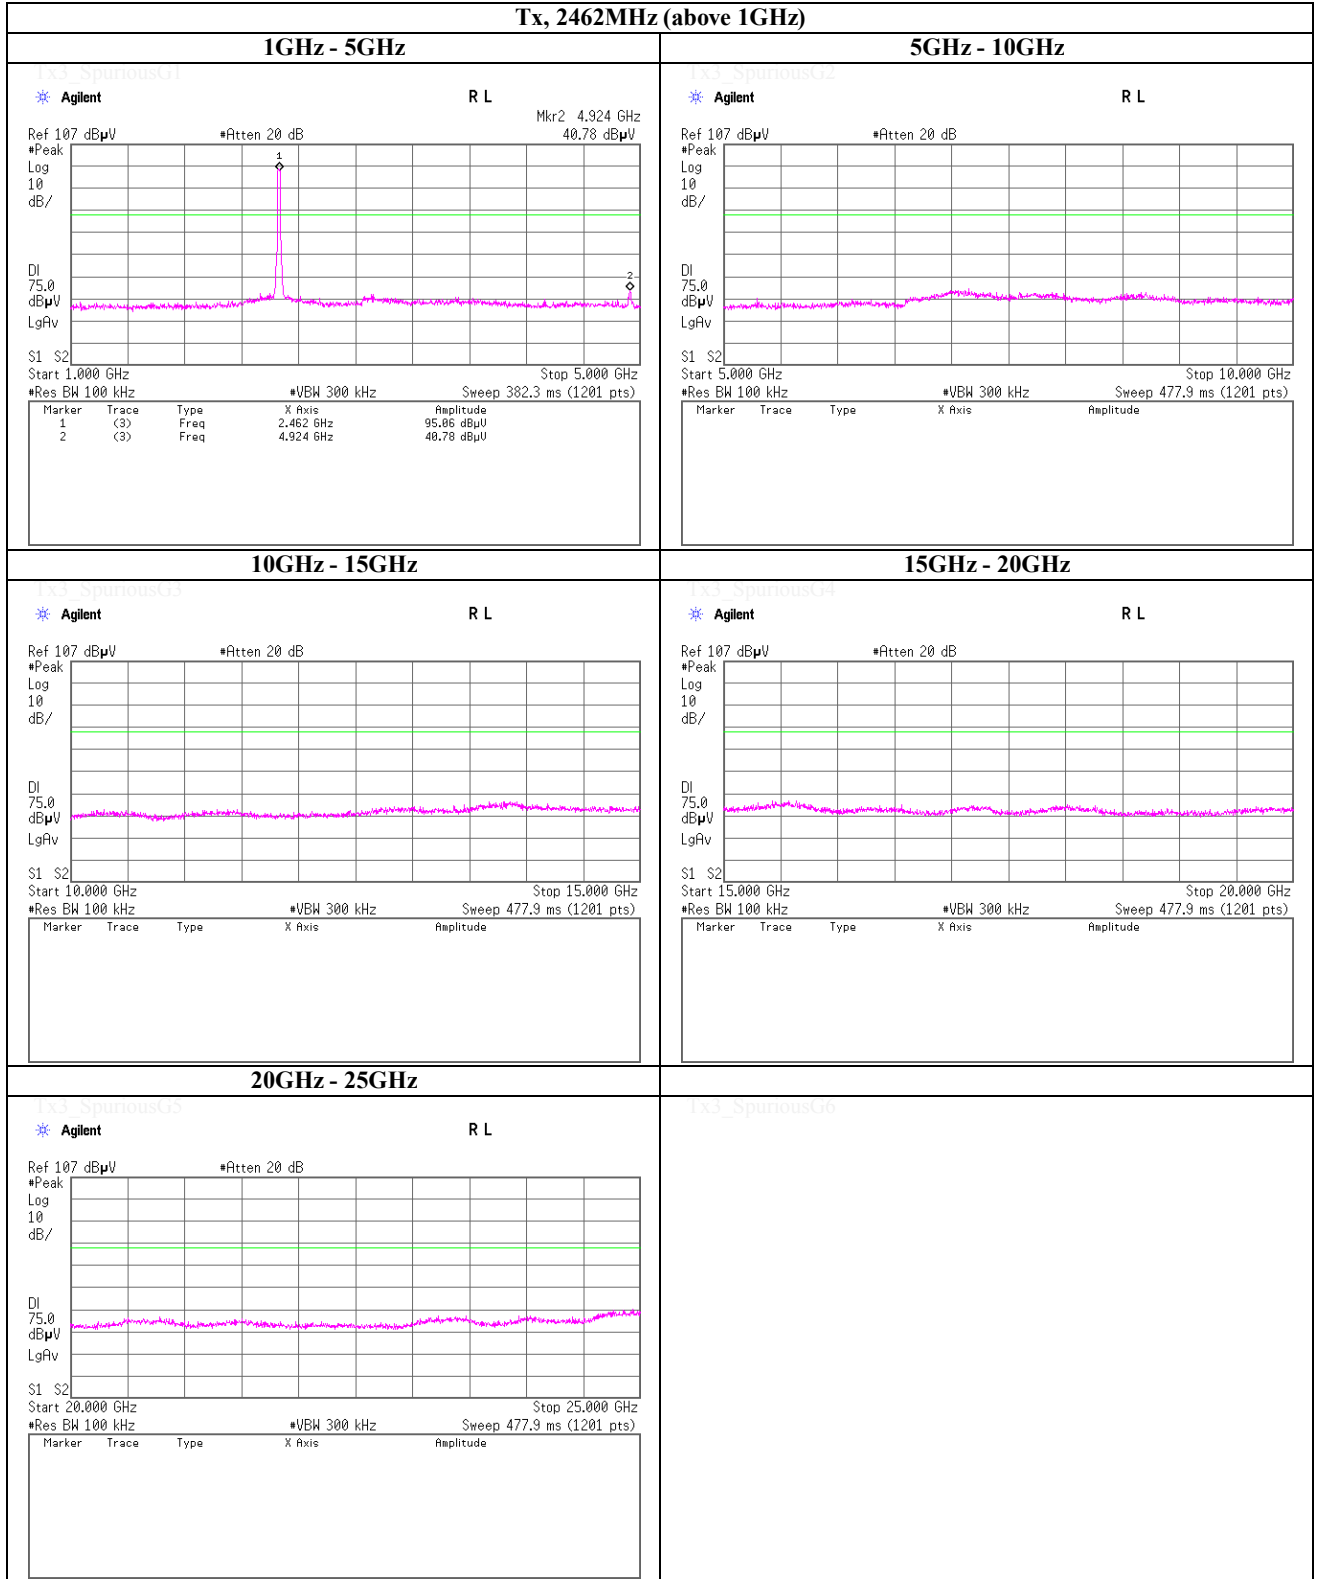 Tx, 2462MHz (above 1GHz)
1GHz - 5GHz
Tx3_SpuriousG1
Agilent
R L
Mkr2 4.924 GHz
Ref 107 dBµV #Atten 20 dB 40.78 dBµV
#Peak
Log
10
dB/
1
2
DI
75.0
dBµV
LgAv
S1 S2
Start 1.000 GHz Stop 5.000 GHz
#Res BW 100 kHz #VBW 300 kHz Sweep 382.3 ms (1201 pts)
Marker Trace Type X Axis Amplitude
1 (3) Freq 2.462 GHz 95.06 dBµV
2 (3) Freq 4.924 GHz 40.78 dBµV
5GHz - 10GHz
Tx3_SpuriousG2
Agilent
R L
Ref 107 dBµV #Atten 20 dB
#Peak
Log
10
dB/
DI
75.0
dBµV
LgAv
S1 S2
Start 5.000 GHz Stop 10.000 GHz
#Res BW 100 kHz #VBW 300 kHz Sweep 477.9 ms (1201 pts)
Marker Trace Type X Axis Amplitude
10GHz - 15GHz
Tx3_SpuriousG3
Agilent
R L
Ref 107 dBµV #Atten 20 dB
#Peak
Log
10
dB/
DI
75.0
dBµV
LgAv
S1 S2
Start 10.000 GHz Stop 15.000 GHz
#Res BW 100 kHz #VBW 300 kHz Sweep 477.9 ms (1201 pts)
Marker Trace Type X Axis Amplitude
15GHz - 20GHz
Tx3_SpuriousG4
Agilent
R L
Ref 107 dBµV #Atten 20 dB
#Peak
Log
10
dB/
DI
75.0
dBµV
LgAv
S1 S2
Start 15.000 GHz Stop 20.000 GHz
#Res BW 100 kHz #VBW 300 kHz Sweep 477.9 ms (1201 pts)
Marker Trace Type X Axis Amplitude
20GHz - 25GHz
Tx3_SpuriousG5
Agilent
R L
Ref 107 dBµV #Atten 20 dB
#Peak
Log
10
dB/
DI
75.0
dBµV
LgAv
S1 S2
Start 20.000 GHz Stop 25.000 GHz
#Res BW 100 kHz #VBW 300 kHz Sweep 477.9 ms (1201 pts)
Marker Trace Type X Axis Amplitude
Tx3_SpuriousG6